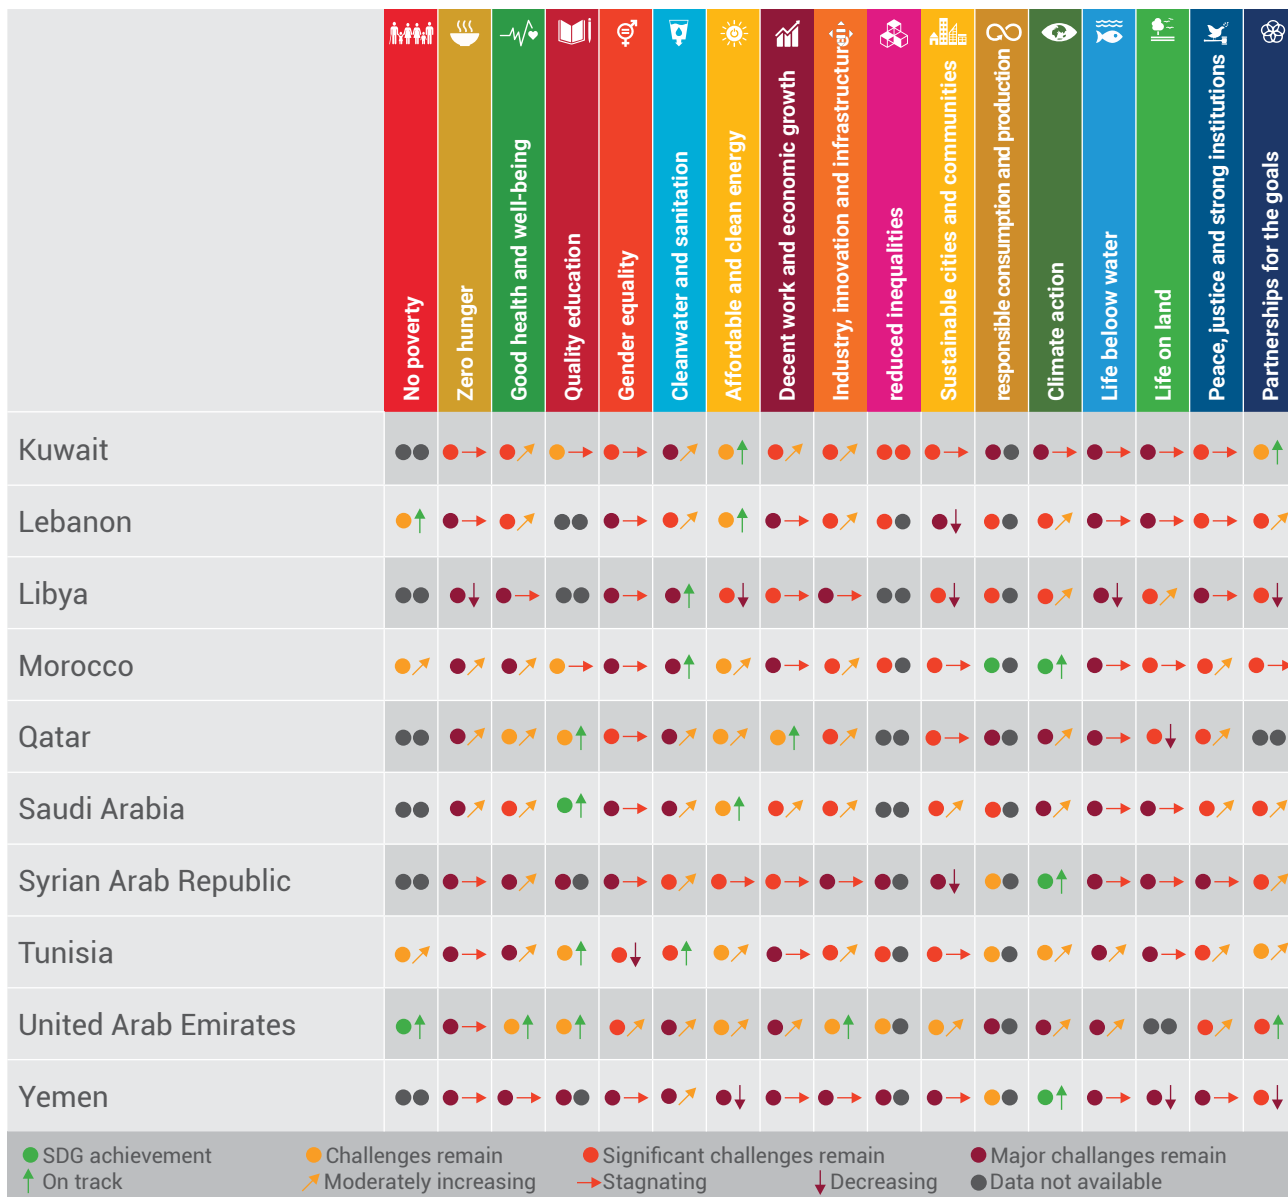 No poverty
Zero hunger
Good health and well-being
Quality education
Gender equality
Cleanwater and sanitation
Affordable and clean energy
Decent work and economic growth
Industry, innovation and infrastructure
reduced inequalities
Sustainable cities and communities
responsible consumption and production
Climate action
Life beloow water
Life on land
Peace, justice and strong institutions
Partnerships for the goals
Kuwait
Lebanon
Libya
Morocco
Qatar
Saudi Arabia
Syrian Arab Republic
Tunisia
United Arab Emirates
Yemen
SDG achievement Challenges remain Significant challenges remain Major challanges remain
On track Moderately increasing Stagnating Decreasing Data not available